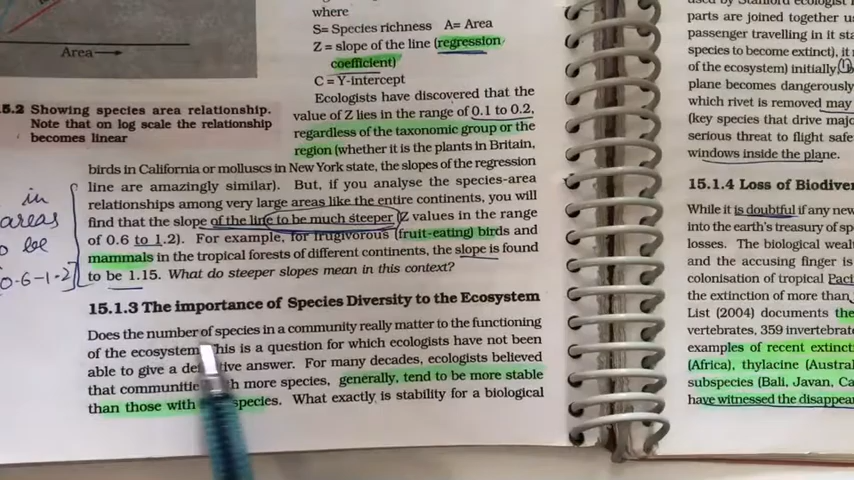 where
S= Species richness A= Area
Z = slope of the line (regression
coefficient)
C = Y-intercept
Area
Ecologists have discovered that the
value of Z lies in the range of 0.1 to 0.2,
regardless of the taxonomic group or the
region (whether it is the plants in Britain,
5.2 Showing species area relationship.
Note that on log scale the relationship
becomes linear
birds in California or molluscs in New York state, the slopes of the regression
line are amazingly similar). But, if you analyse the species-area
relationships among very large areas like the entire continents, you will
find that the slope of the line to be much steeper (Z values in the range
of 0.6 to 1.2). For example, for frugivorous (fruit-eating) birds and
mammals in the tropical forests of different continents, the slope is found
to be 1.15. What do steeper slopes mean in this context?
in
areas
be
0.6-1.2
15.1.3 The importance of Species Diversity to the Ecosystem
Does the number of species in a community really matter to the functioning
of the ecosystem? This is a question for which ecologists have not been
able to give a answer. For many decades, ecologists believed
that more species, generally, tend to be more stable
than those with species. What exactly is stability for a biological
parts are joined together
passenger travelling in it
species to become extinct), it
of the ecosystem) initially
plane becomes dangerously
which rivet is removed may
(key species that drive major
serious threat to flight
windows inside the plane.
15.1.4 Loss of
While it is doubtful if any new
into the earth's treasury of
losses. The biological
and the accusing finger is
colonisation of tropical
the extinction of more than
List (2004) documents the
vertebrates, 359
examples of recent
(Africa), thylacine
subspecies (Bali, Javan,
have witnessed the